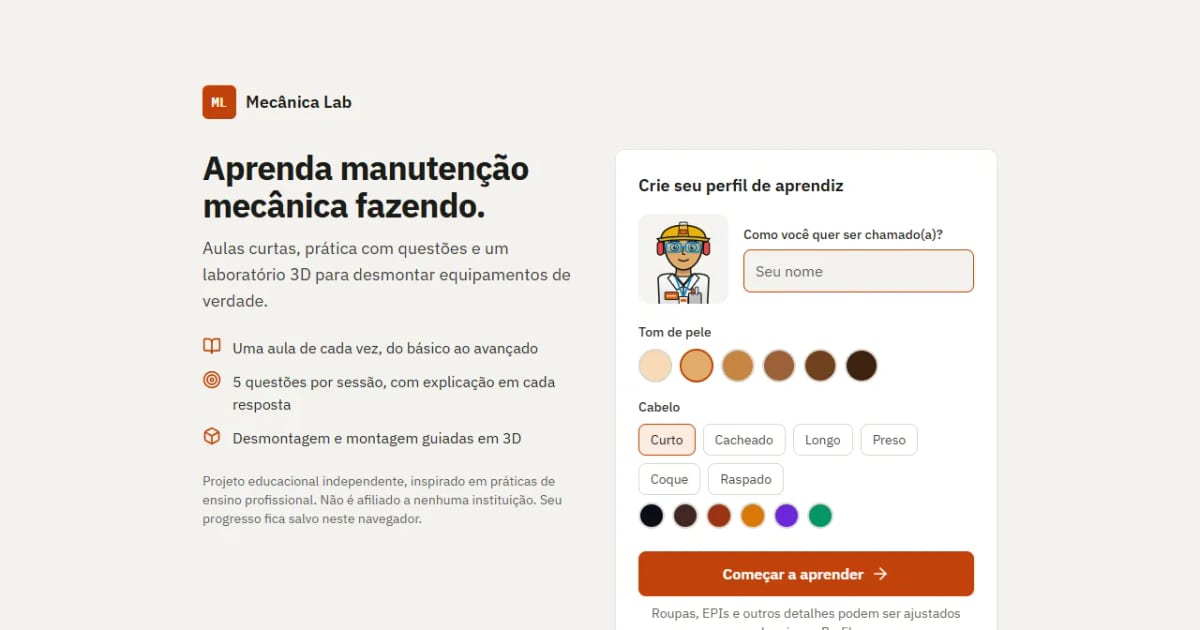 ML Mecânica Lab
Aprenda manutenção
mecânica fazendo.
Aulas curtas, prática com questões e um
laboratório 3D para desmontar equipamentos de
verdade.
Uma aula de cada vez, do básico ao avançado
5 questões por sessão, com explicação em cada
resposta
Desmontagem e montagem guiadas em 3D
Projeto educacional independente, inspirado em práticas de
ensino profissional. Não é afiliado a nenhuma instituição. Seu
progresso fica salvo neste navegador.
Crie seu perfil de aprendiz
Como você quer ser chamado(a)?
Seu nome
Tom de pele
Cabelo
Curto Cacheado Longo Preso
Coque Raspado
Começar a aprender →
Roupas, EPIs e outros detalhes podem ser ajustados